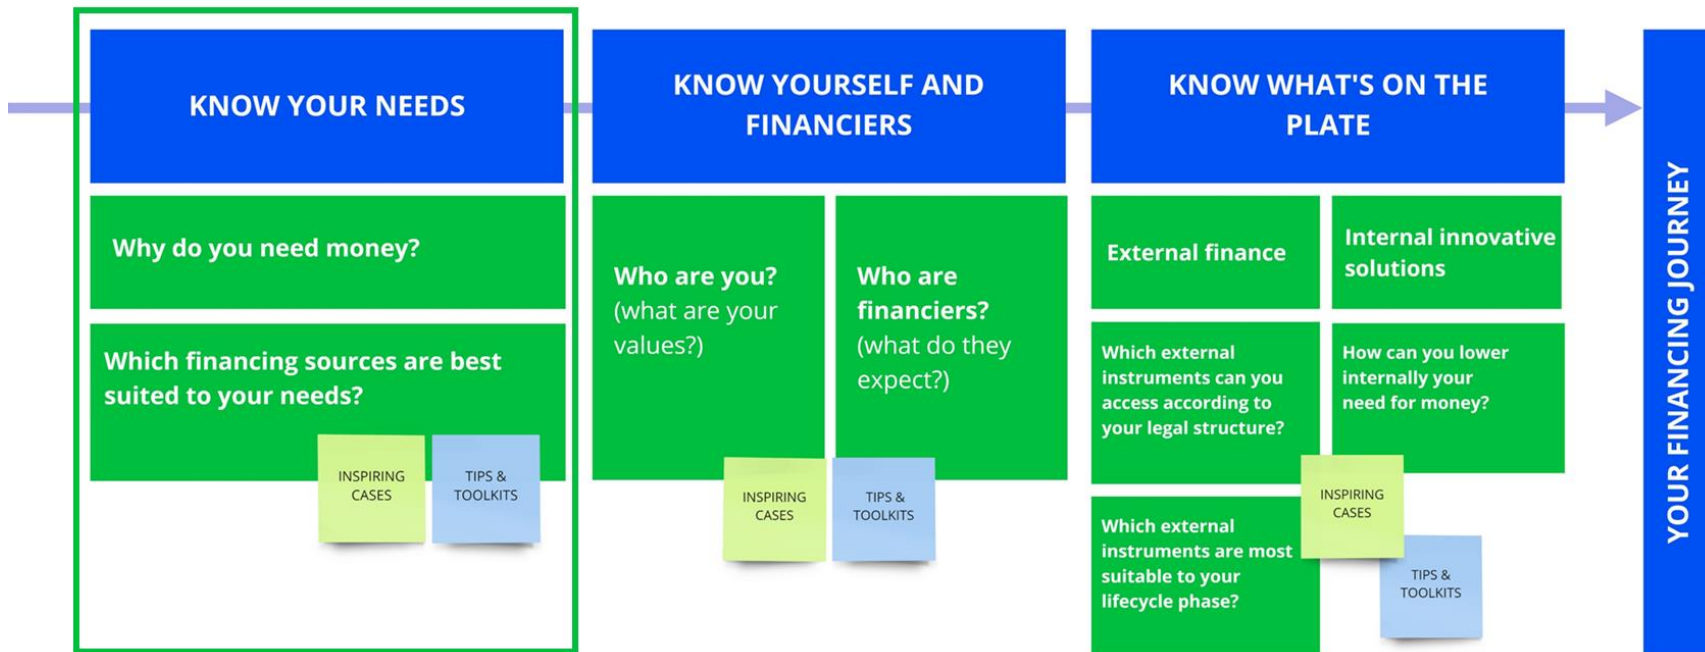 KNOW YOUR NEEDS
Why do you need money?
Which financing sources are best
suited to your needs?
INSPIRING
CASES
TIPS &
TOOLKITS
KNOW YOURSELF AND
FINANCIERS
Who are you?
(what are your
values?)
Who are
financiers?
(what do they
expect?)
INSPIRING
CASES
TIPS &
TOOLKITS
KNOW WHAT'S ON THE
PLATE
External finance
Internal innovative
solutions
Which external
instruments can you
access according to
your legal structure?
How can you lower
internally your
need for money?
Which external
instruments are most
suitable to your
lifecycle phase?
INSPIRING
CASES
TIPS &
TOOLKITS
YOUR FINANCING JOURNEY